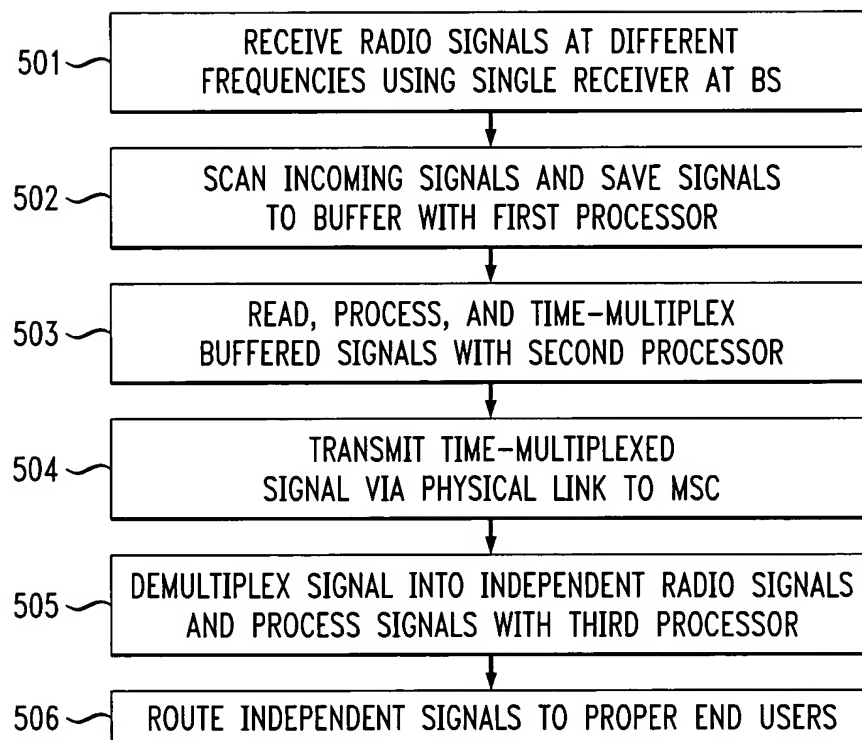 501
RECEIVE RADIO SIGNALS AT DIFFERENT
FREQUENCIES USING SINGLE RECEIVER AT BS
502
SCAN INCOMING SIGNALS AND SAVE SIGNALS
TO BUFFER WITH FIRST PROCESSOR
503
READ, PROCESS, AND TIME-MULTIPLEX
BUFFERED SIGNALS WITH SECOND PROCESSOR
504
TRANSMIT TIME-MULTIPLEXED
SIGNAL VIA PHYSICAL LINK TO MSC
505
DEMULTIPLEX SIGNAL INTO INDEPENDENT RADIO SIGNALS
AND PROCESS SIGNALS WITH THIRD PROCESSOR
506
ROUTE INDEPENDENT SIGNALS TO PROPER END USERS